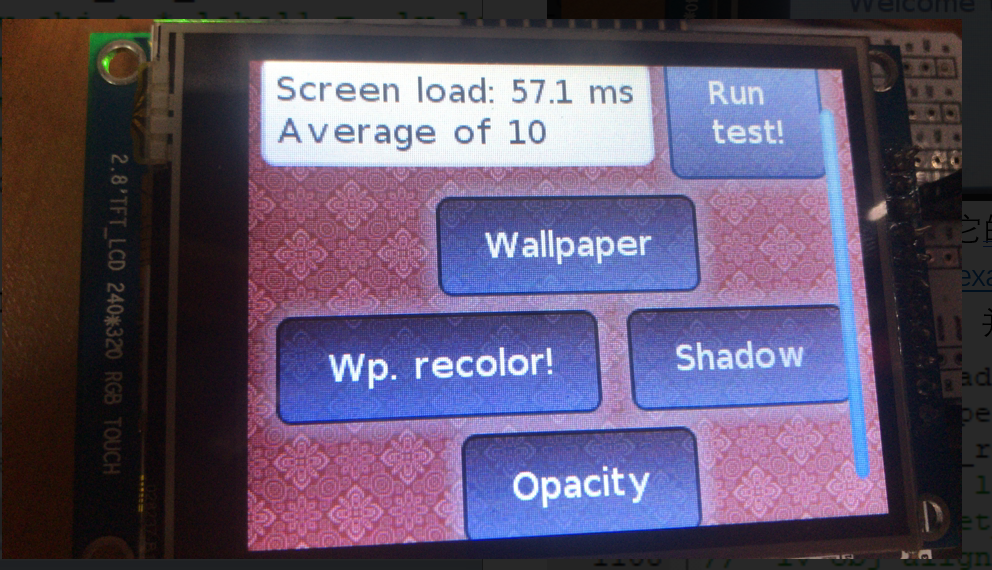 Welcome
Screen load: 57.1 ms
Average of 10
Run
test!
Wallpaper
Wp. recolor!
Shadow
Opacity
2.8'TFT_LCD 240*320 RGB TOUCH